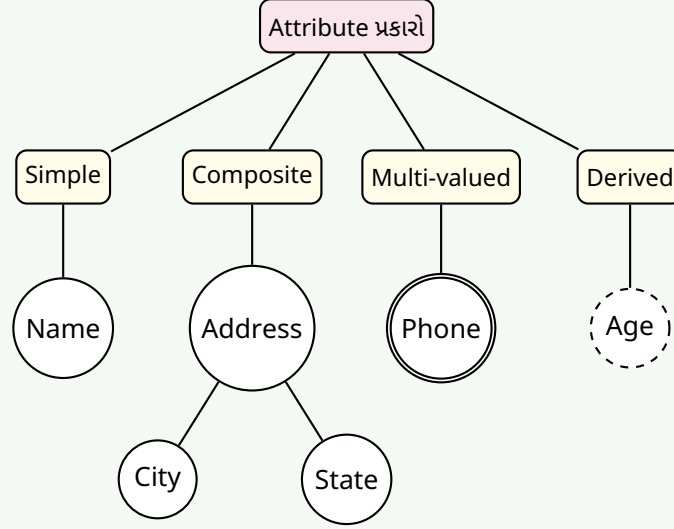 Attribute પ્રકારો
Simple
Composite
Multi-valued
Derived
Name
Address
Phone
Age
City
State